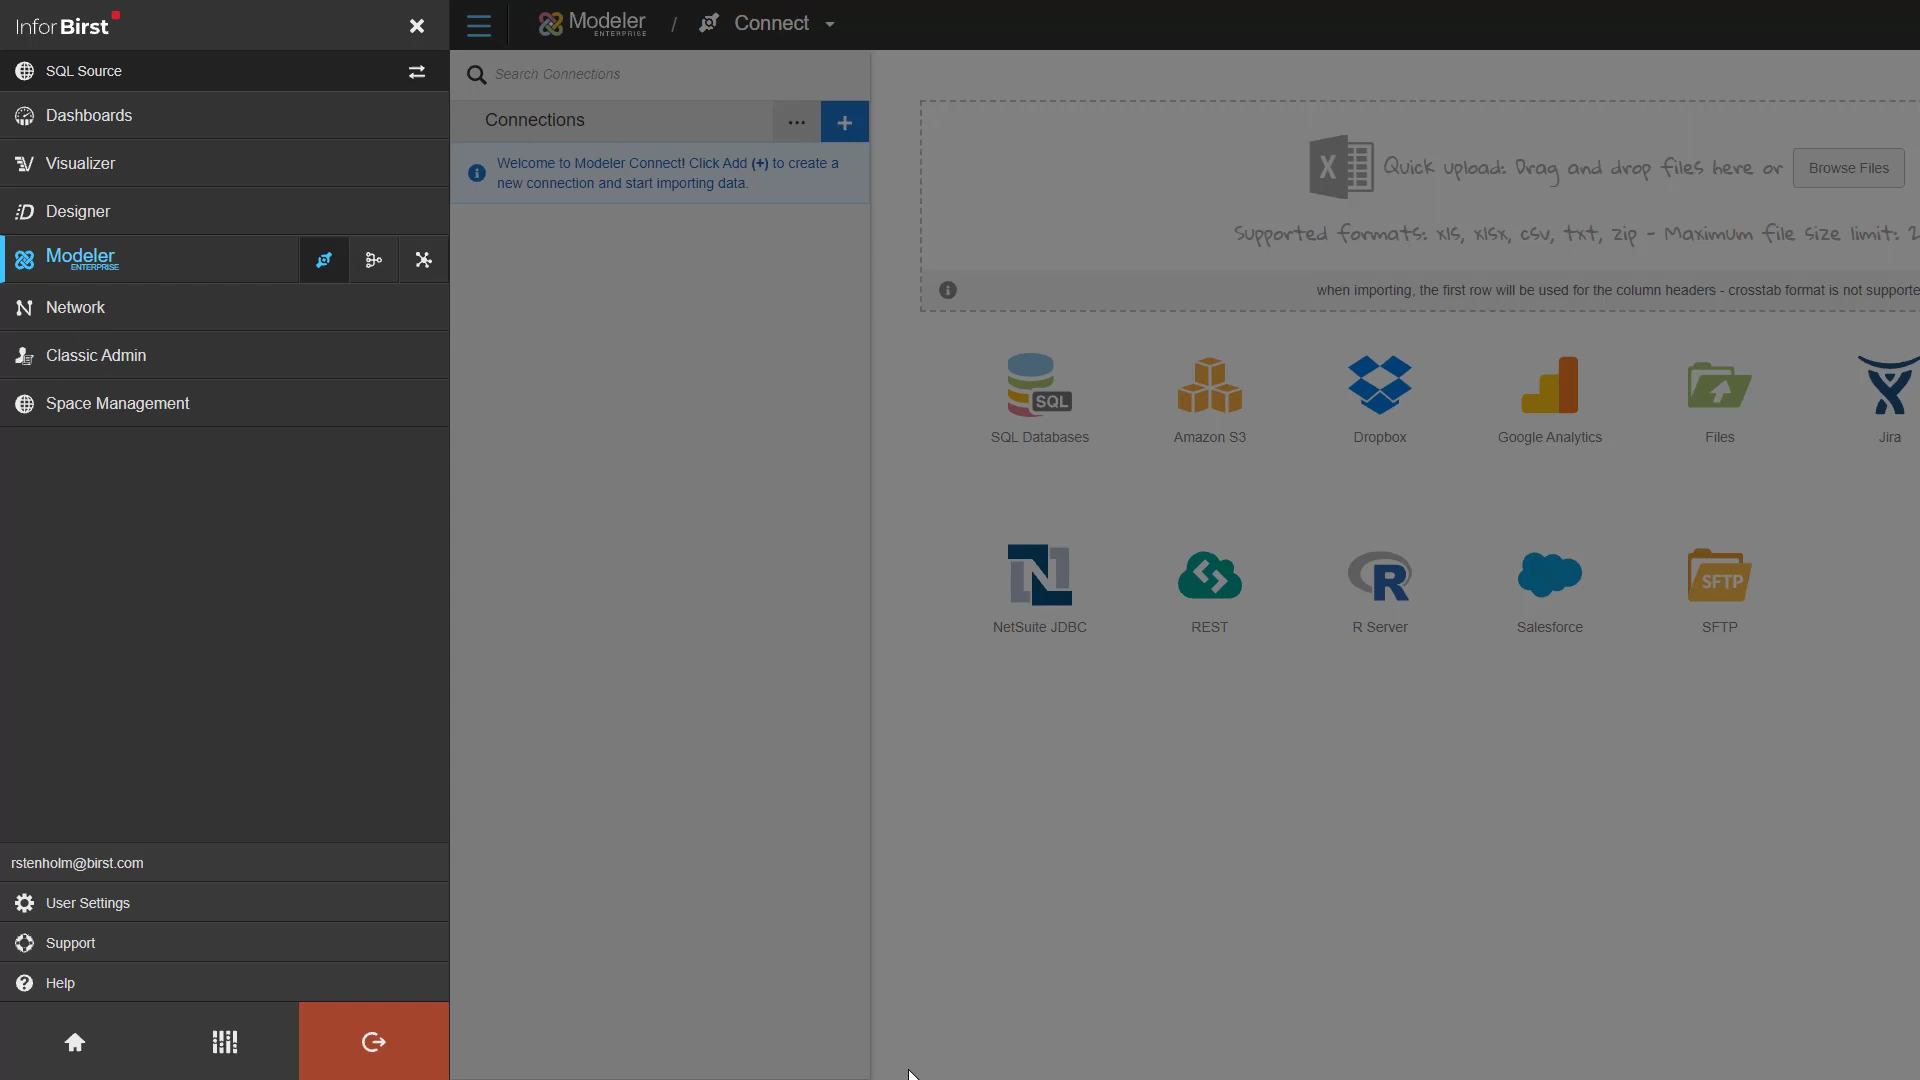 Infor Birst
SQL Source
Dashboards
Visualizer
Designer
Modeler
ENTERPRISE
Network
Classic Admin
Space Management
rstenholm@birst.com
User Settings
Support
Help
Modeler
ENTERPRISE
/
Connect
Search Connections
Connections
...
+
Welcome to Modeler Connect! Click Add (+) to create a
new connection and start importing data.
Quick upload: Drag and drop files here or
Browse Files
Supported formats: xls, xlsx, csv, txt, zip - Maximum file size limit: 2
when importing, the first row will be used for the column headers - crosstab format is not supporte
SQL
SQL Databases
Amazon S3
Dropbox
Google Analytics
Files
Jira
NetSuite JDBC
REST
R Server
Salesforce
SFTP
SFTP